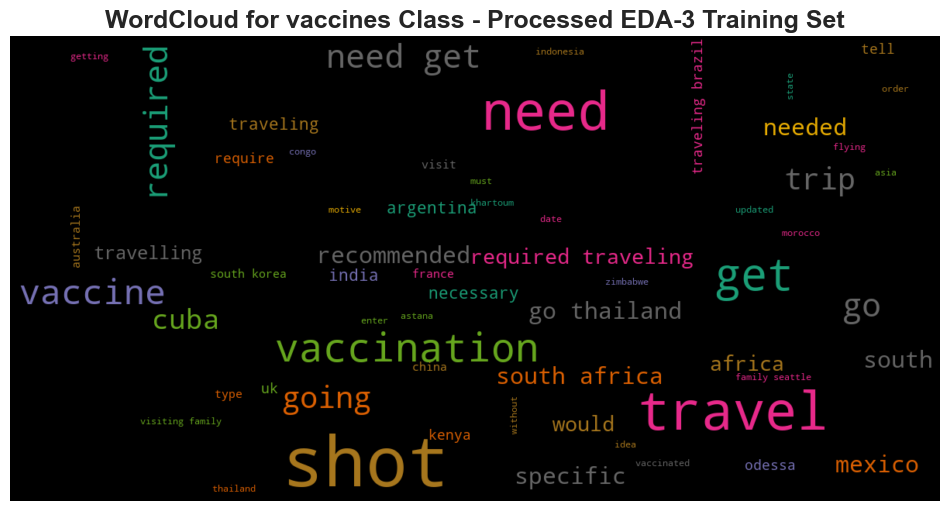 WordCloud for vaccines Class - Processed EDA-3 Training Set
getting
required
need get
indonesia
traveling brazil
tell
state
order
need
traveling
needed
require
congo
visit
flying
trip
asia
must
khartoum
motive
argentina
date
updated
australia
morocco
travelling
recommended
required traveling
south korea
india
france
zimbabwe
get
vaccine
necessary
go thailand
go
cuba
enter
astana
vaccination
china
south africa
africa
south
family seattle
type
uk
going
without
would
travel
visiting family
kenya
idea
shot
specific
vaccinated
odessa
mexico
thailand